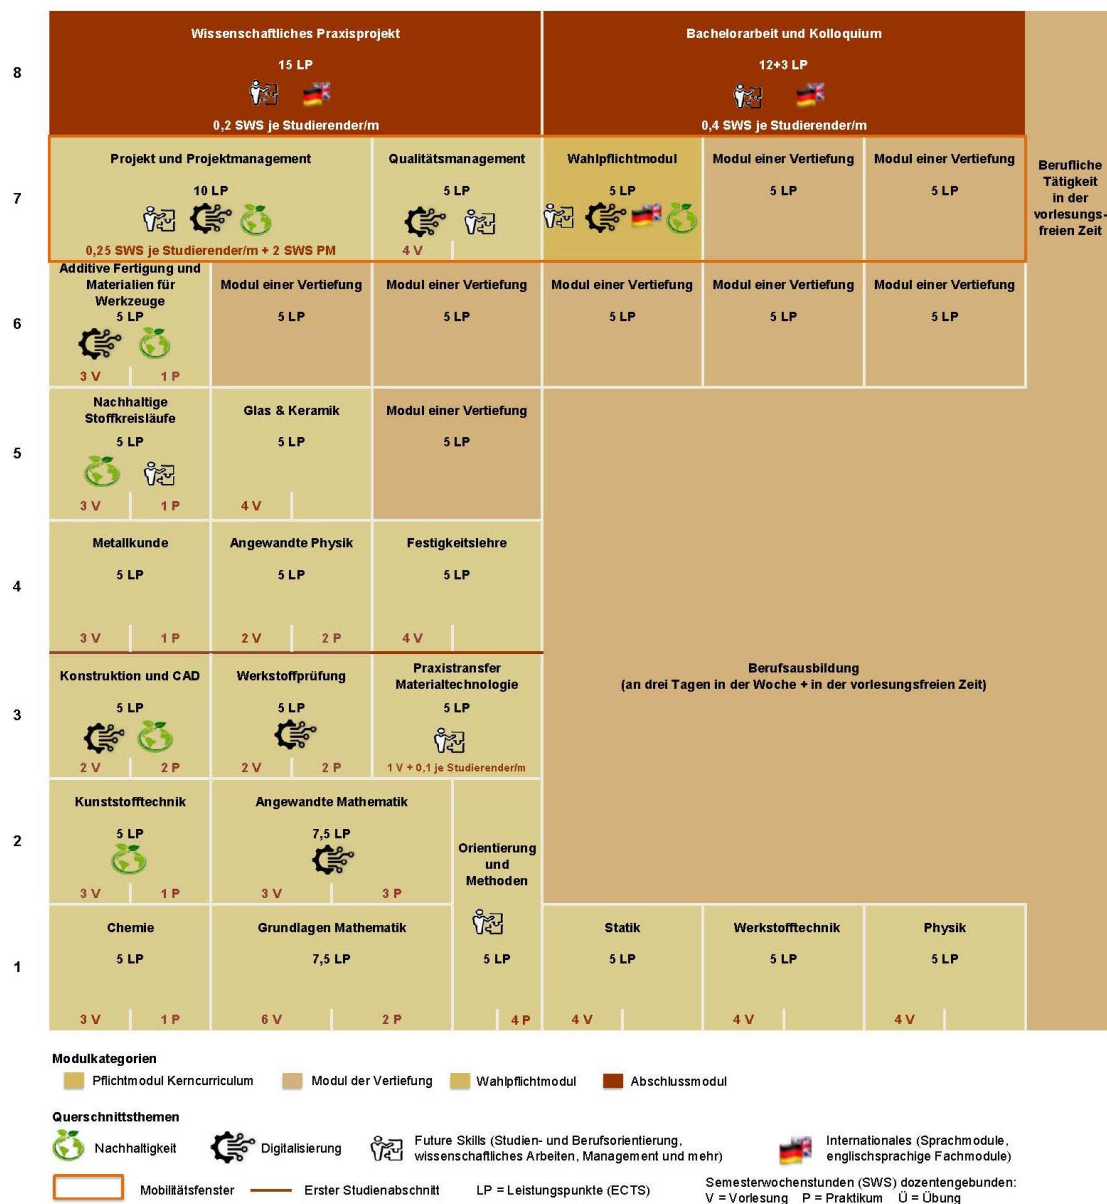 8
Wissenschaftliches Praxisprojekt
15 LP
0,2 SWS je Studierender/m
Bachelorarbeit und Kolloquium
12+3 LP
0,4 SWS je Studierender/m
Berufliche
Tätigkeit
in der
vorlesungs-
freien Zeit
7
Projekt und Projektmanagement
10 LP
0,25 SWS je Studierender/m + 2 SWS PM
Qualitätsmanagement
5 LP
4 V
Wahlpflichtmodul
5 LP
Modul einer Vertiefung
5 LP
Modul einer Vertiefung
5 LP
6
Additive Fertigung und
Materialien für
Werkzeuge
5 LP
3 V 1 P
Modul einer Vertiefung
5 LP
Modul einer Vertiefung
5 LP
Modul einer Vertiefung
5 LP
Modul einer Vertiefung
5 LP
Modul einer Vertiefung
5 LP
5
Nachhaltige
Stoffkreisläufe
5 LP
3 V 1 P
Glas & Keramik
5 LP
4 V
Modul einer Vertiefung
5 LP
4
Metallkunde
5 LP
3 V 1 P
Angewandte Physik
5 LP
2 V 2 P
Festigkeitslehre
5 LP
4 V
3
Konstruktion und CAD
5 LP
2 V 2 P
Werkstoffprüfung
5 LP
2 V 2 P
Praxistransfer
Materialtechnologie
5 LP
1 V + 0,1 je Studierender/m
Berufsausbildung
(an drei Tagen in der Woche + in der vorlesungsfreien Zeit)
2
Kunststofftechnik
5 LP
3 V 1 P
Angewandte Mathematik
7,5 LP
3 V 3 P
Orientierung
und
Methoden
5 LP
4 P
1
Chemie
5 LP
3 V 1 P
Grundlagen Mathematik
7,5 LP
6 V 2 P
Statik
5 LP
4 V
Werkstofftechnik
5 LP
4 V
Physik
5 LP
4 V
Modulkategorien
Pflichtmodul Kerncurriculum Modul der Vertiefung Wahlpflichtmodul Abschlussmodul
Querschnittsthemen
Nachhaltigkeit
Digitalisierung
Future Skills (Studien- und Berufsorientierung,
wissenschaftliches Arbeiten, Management und mehr)
Internationales (Sprachmodule,
englischsprachige Fachmodule)
Mobilitätsfenster
Erster Studienabschnitt
LP = Leistungspunkte (ECTS)
Semesterwochenstunden (SWS) dozentengebunden:
V = Vorlesung P = Praktikum Ü = Übung